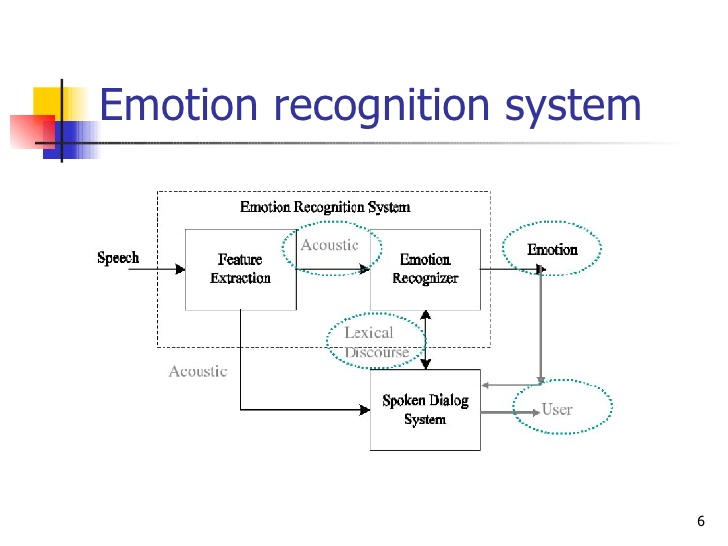 Emotion recognition system
Emotion Recognition System
Speech
Feature
Extraction
Acoustic
Emotion
Recognizer
Emotion
Lexical
Discourse
Acoustic
Spoken Dialog
System
User
6